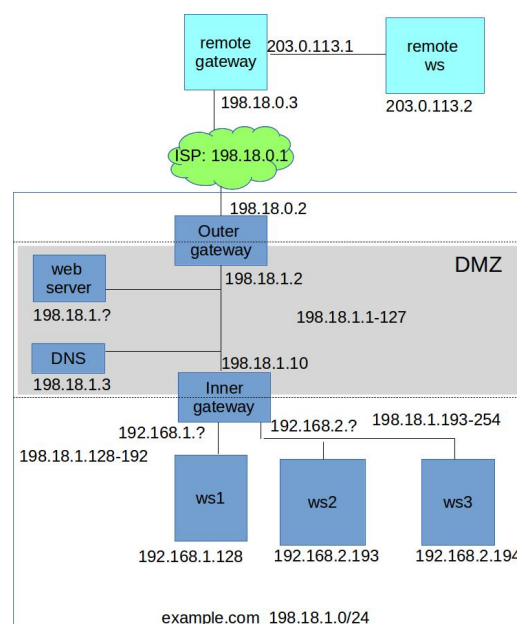 remote
gateway
203.0.113.1
remote
ws
198.18.0.3
203.0.113.2
ISP: 198.18.0.1
198.18.0.2
Outer
gateway
DMZ
web
server
198.18.1.2
198.18.1.?
198.18.1.1-127
DNS
198.18.1.10
198.18.1.3
Inner
gateway
192.168.1.?
192.168.2.?
198.18.1.193-254
198.18.1.128-192
ws1
ws2
ws3
192.168.1.128
192.168.2.193
192.168.2.194
example.com 198.18.1.0/24